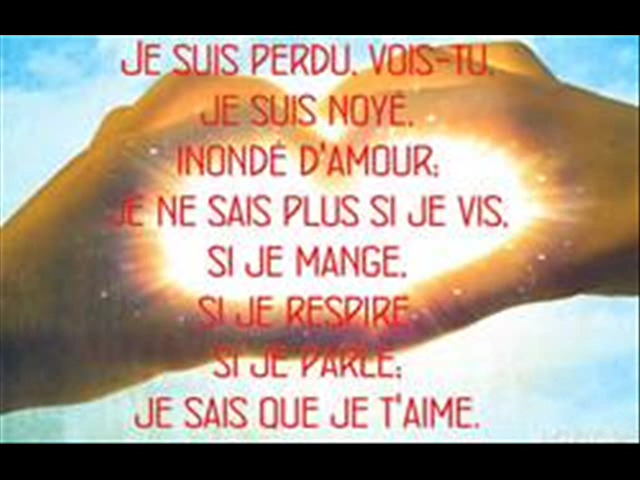 JE SUIS PERDU, VOIS-TU,
JE SUIS NOYÉ,
INONDÉ D'AMOUR;
JE NE SAIS PLUS SI JE VIS,
SI JE MANGE,
SI JE RESPIRE,
SI JE PARLE;
JE SAIS QUE JE T'AIME.